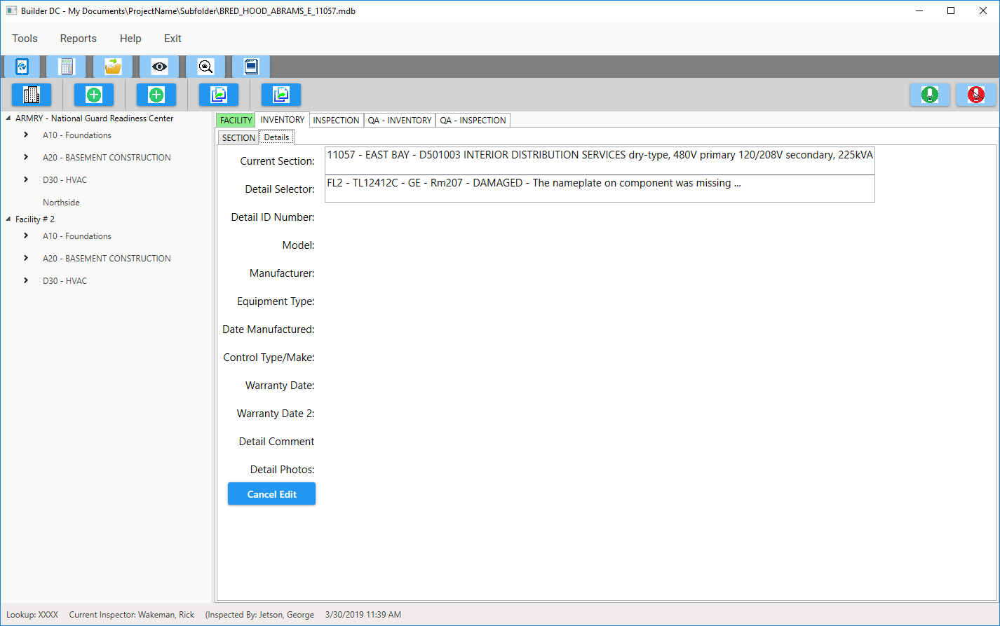 Builder DC - My Documents\ProjectName\Subfolder\BRED_HOOD_ABRAMS_E_11057.mdb
Tools Reports Help Exit
ARMRY - National Guard Readiness Center
A10 - Foundations
A20 - BASEMENT CONSTRUCTION
D30 - HVAC
Northside
Facility # 2
A10 - Foundations
A20 - BASEMENT CONSTRUCTION
D30 - HVAC
FACILITY INVENTORY INSPECTION QA - INVENTORY QA - INSPECTION
SECTION Details
Current Section: 11057 - EAST BAY - D501003 INTERIOR DISTRIBUTION SERVICES dry-type, 480V primary 120/208V secondary, 225kVA
Detail Selector: FL2 - TL12412C - GE - Rm207 - DAMAGED - The nameplate on component was missing ...
Detail ID Number:
Model:
Manufacturer:
Equipment Type:
Date Manufactured:
Control Type/Make:
Warranty Date:
Warranty Date 2:
Detail Comment
Detail Photos:
Cancel Edit
Lookup: XXXX Current Inspector: Wakeman, Rick (Inspected By: Jetson, George 3/30/2019 11:39 AM